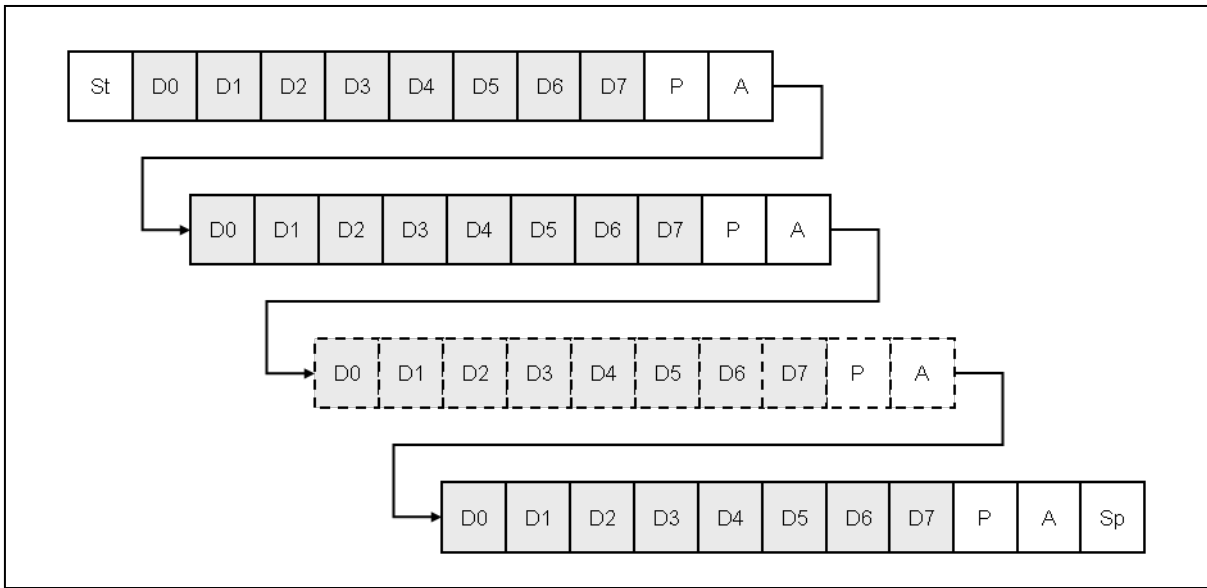 St D0 D1 D2 D3 D4 D5 D6 D7 P A
D0 D1 D2 D3 D4 D5 D6 D7 P A
D0 D1 D2 D3 D4 D5 D6 D7 P A
D0 D1 D2 D3 D4 D5 D6 D7 P A Sp